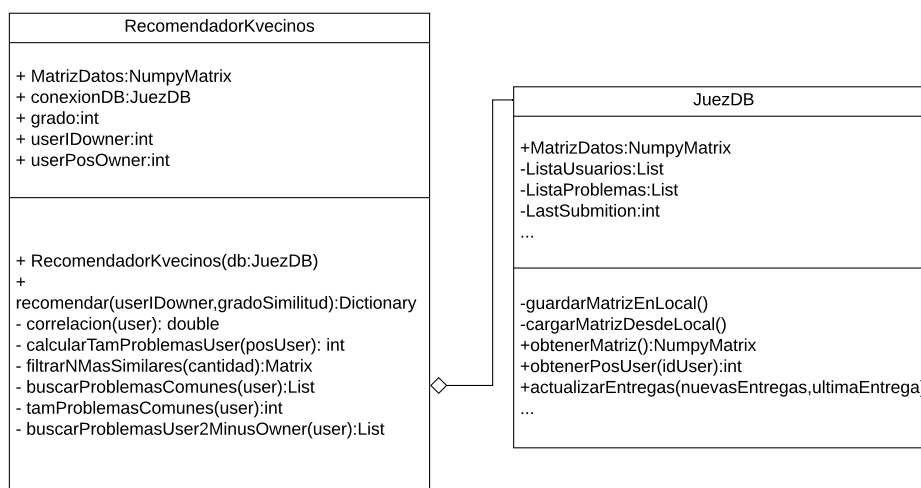 RecomendadorKvecinos
+ MatrizDatos:NumpyMatrix
+ conexionDB:JuezDB
+ grado:int
+ userIDowner:int
+ userPosOwner:int
+ RecomendadorKvecinos(db:JuezDB)
+
recomendar(userIDowner,gradoSimilitud):Dictionary
- correlacion(user): double
- calcularTamProblemasUser(posUser): int
- filtrarNMasSimilares(cantidad):Matrix
- buscarProblemasComunes(user):List
- tamProblemasComunes(user):int
- buscarProblemasUser2MinusOwner(user):List
JuezDB
+MatrizDatos:NumpyMatrix
-ListaUsuarios:List
-ListaProblemas:List
-LastSubmition:int
...
-guardarMatrizEnLocal()
-cargarMatrizDesdeLocal()
+obtenerMatriz():NumpyMatrix
+obtenerPosUser(idUser):int
+actualizarEntregas(nuevasEntregas,ultimaEntrega)
...